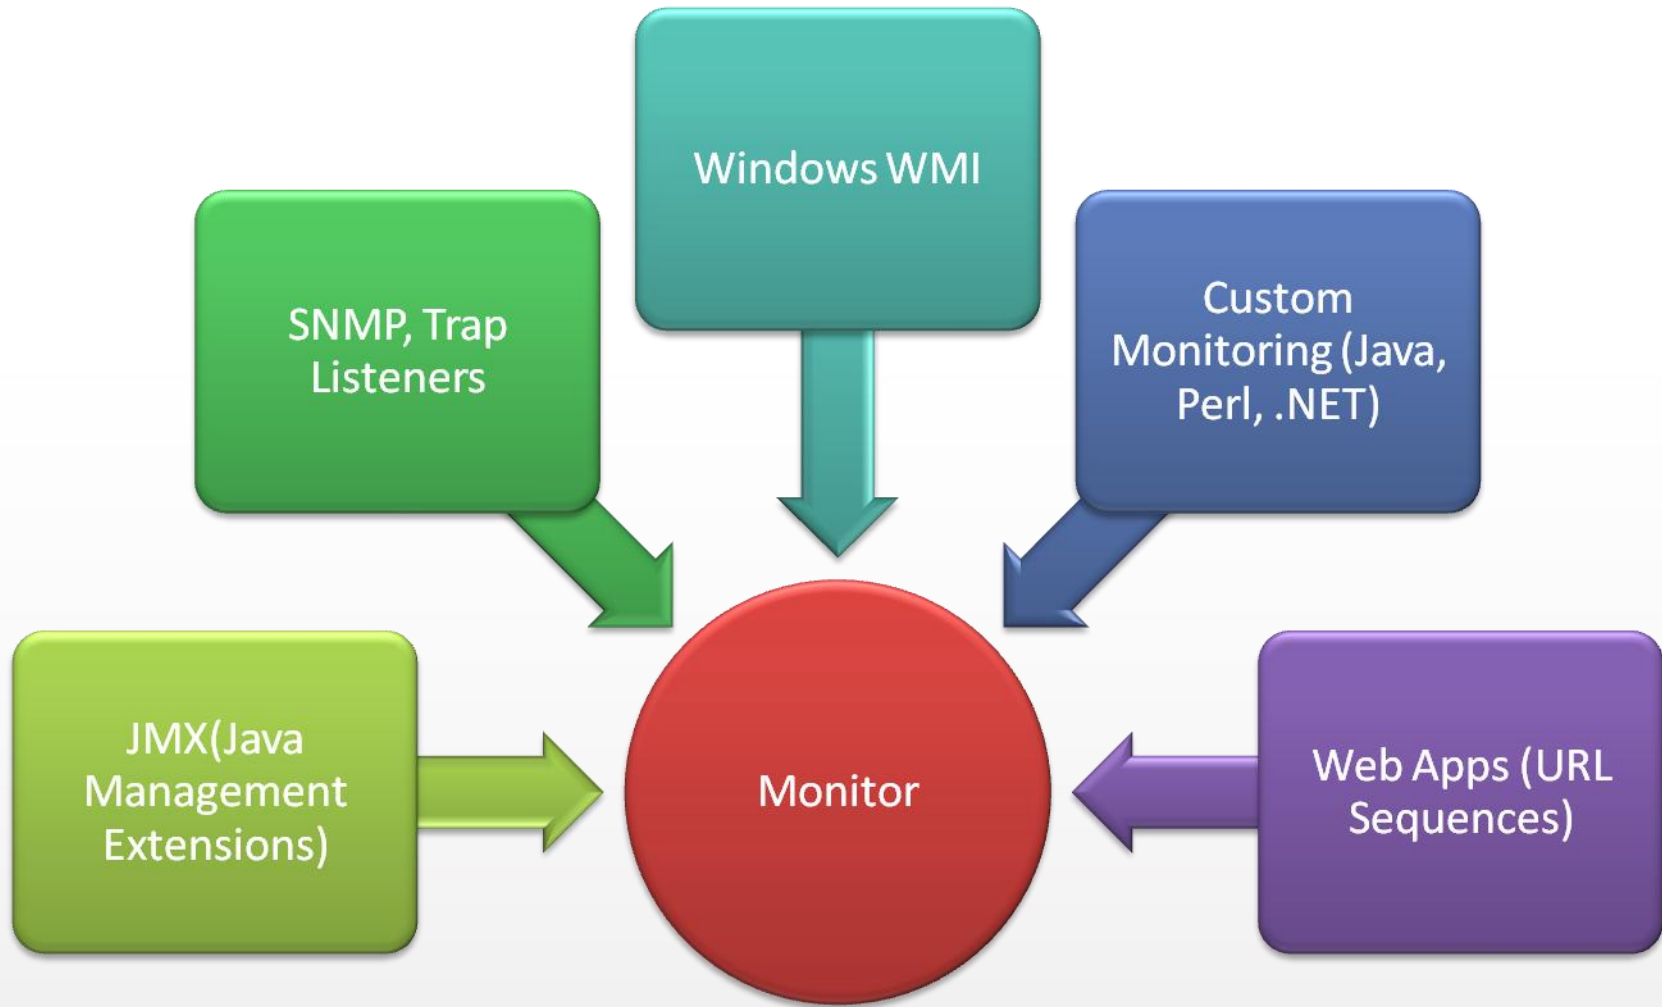 Windows WMI
SNMP, Trap
Listeners
Custom
Monitoring (Java,
Perl, .NET)
JMX(Java
Management
Extensions)
Monitor
Web Apps (URL
Sequences)